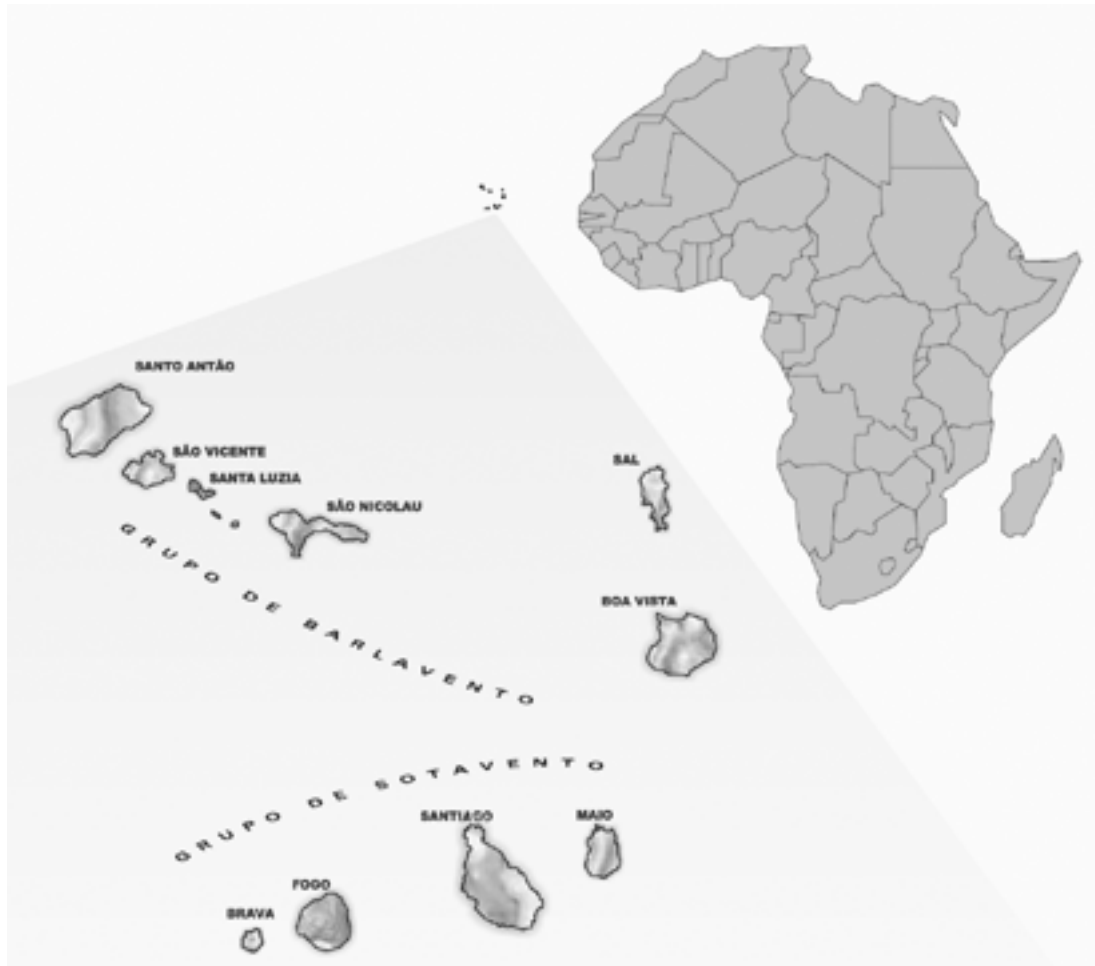 SANTO ANTÃO
SÃO VICENTE
SAL
SANTA LUZIA
SÃO NICOLAU
GRUPO DE BARLAVENTO
BOA VISTA
GRUPO DE SOTAVENTO
SANTIAGO
MAIO
FOGO
BRAVA